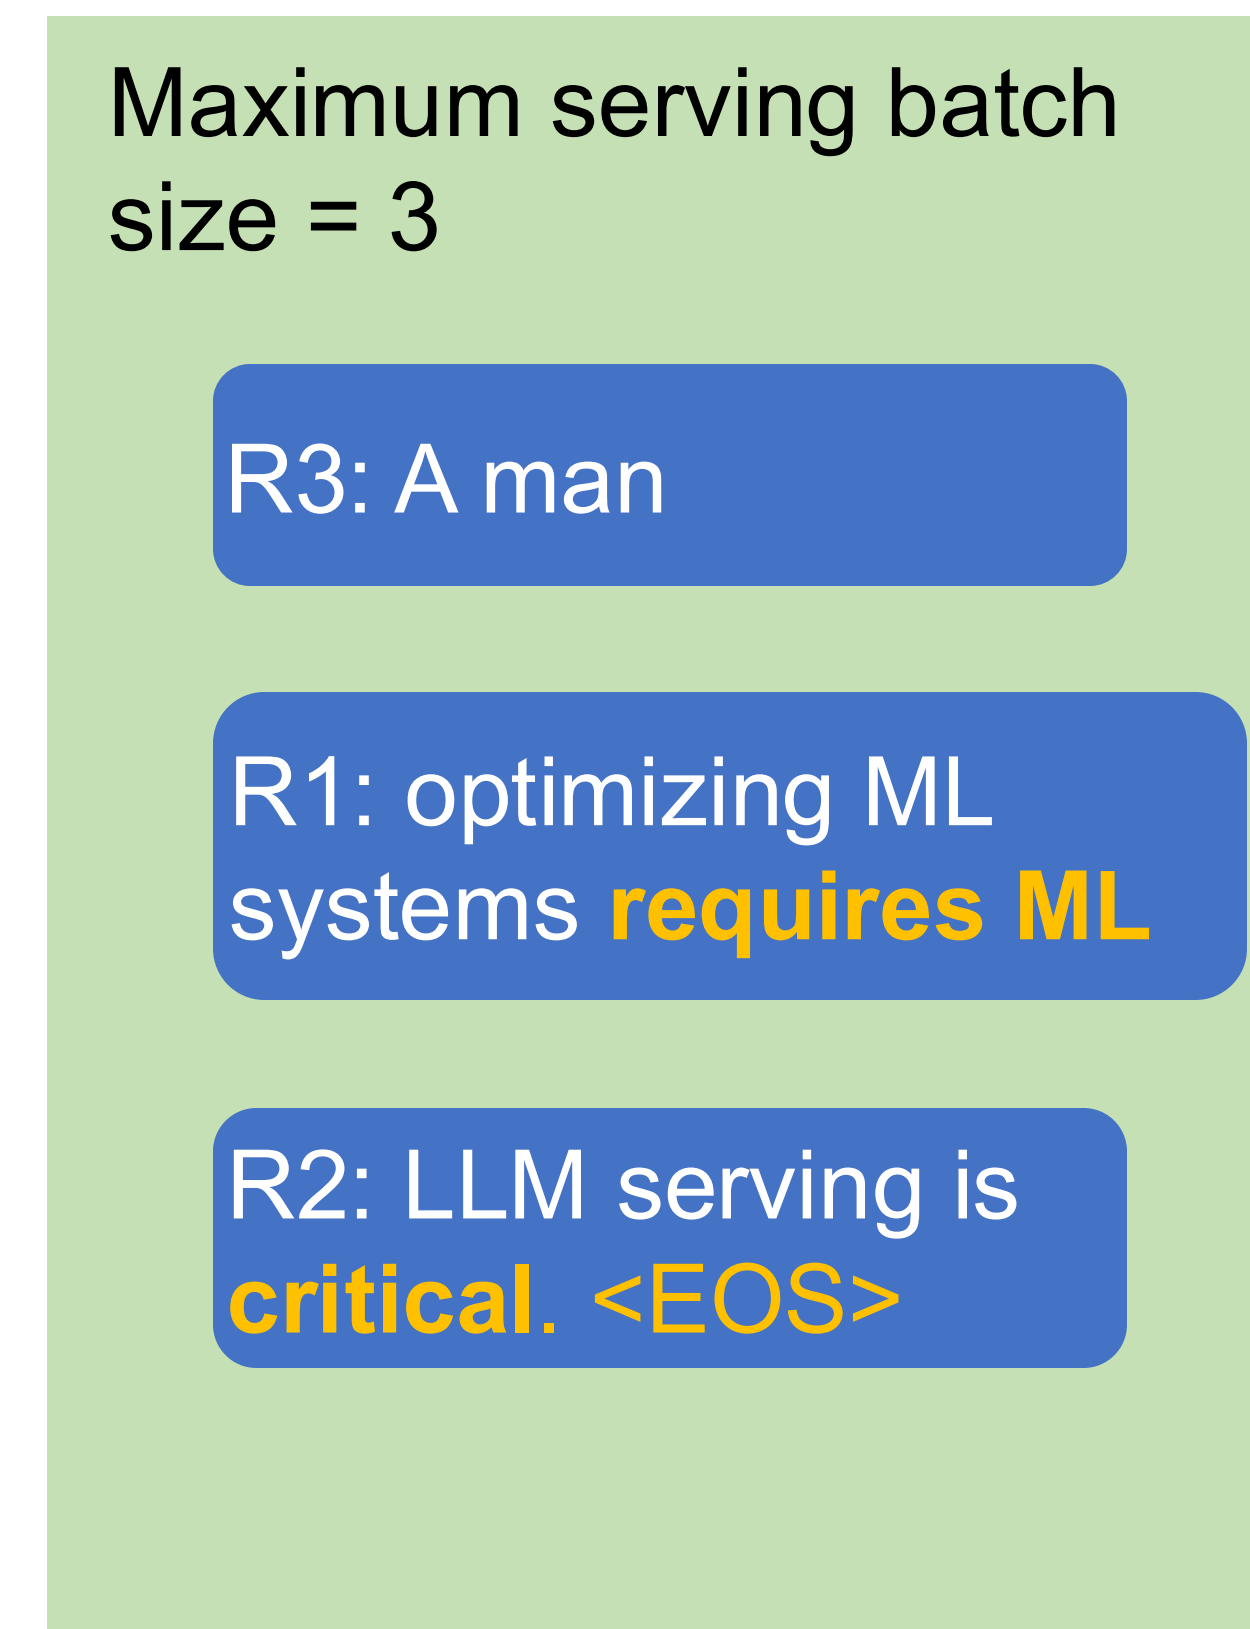 Maximum serving batch
size = 3
R3: A man
R1: optimizing ML
systems requires ML
R2: LLM serving is
critical. <EOS>